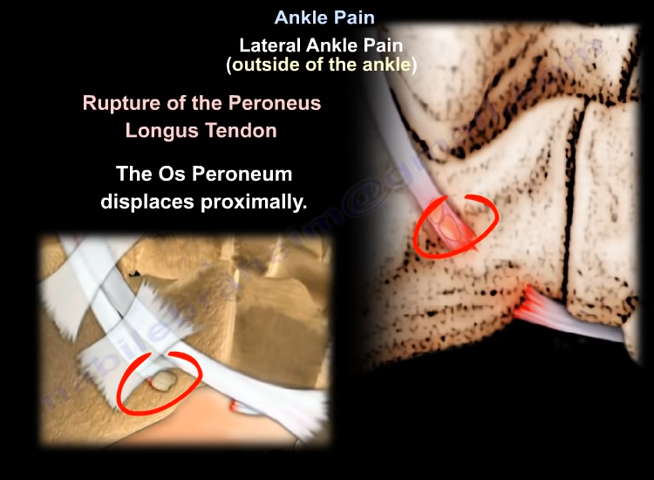 Ankle Pain
Lateral Ankle Pain
(outside of the ankle)
Rupture of the Peroneus
Longus Tendon
The Os Peroneum
displaces proximally.